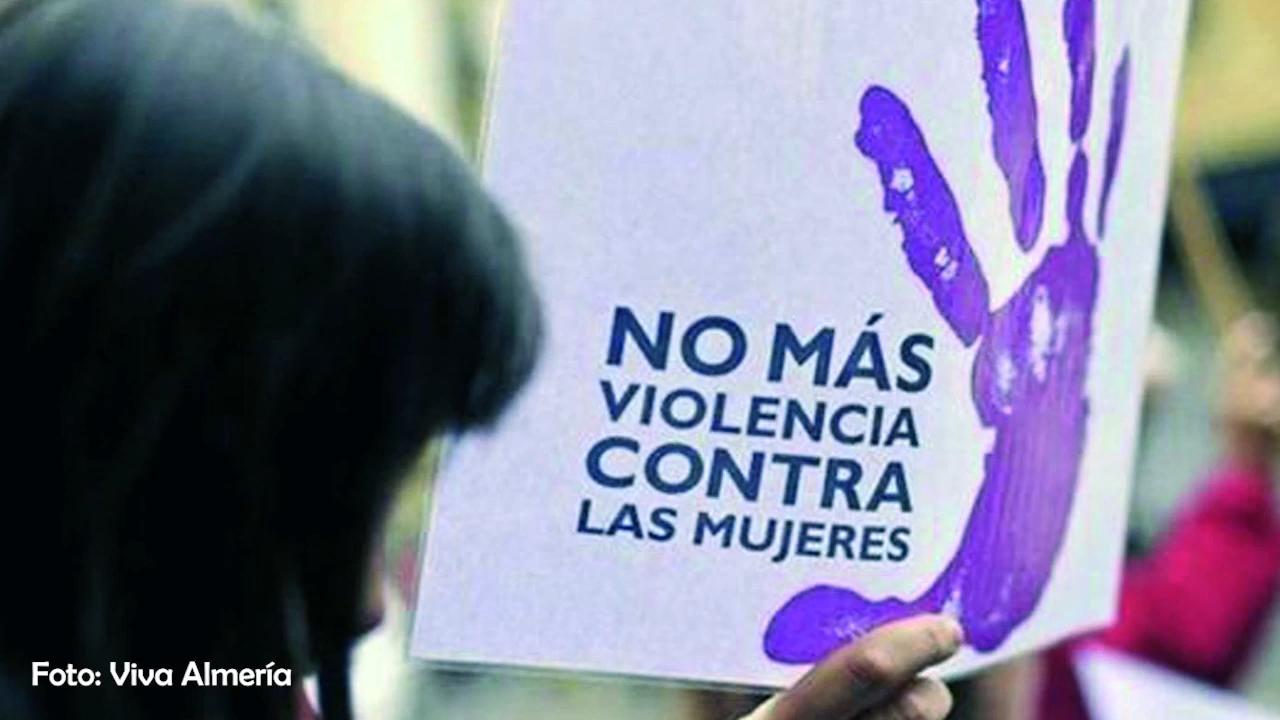 NO MÁS
VIOLENCIA
CONTRA
LAS MUJERES
Foto: Viva Almería